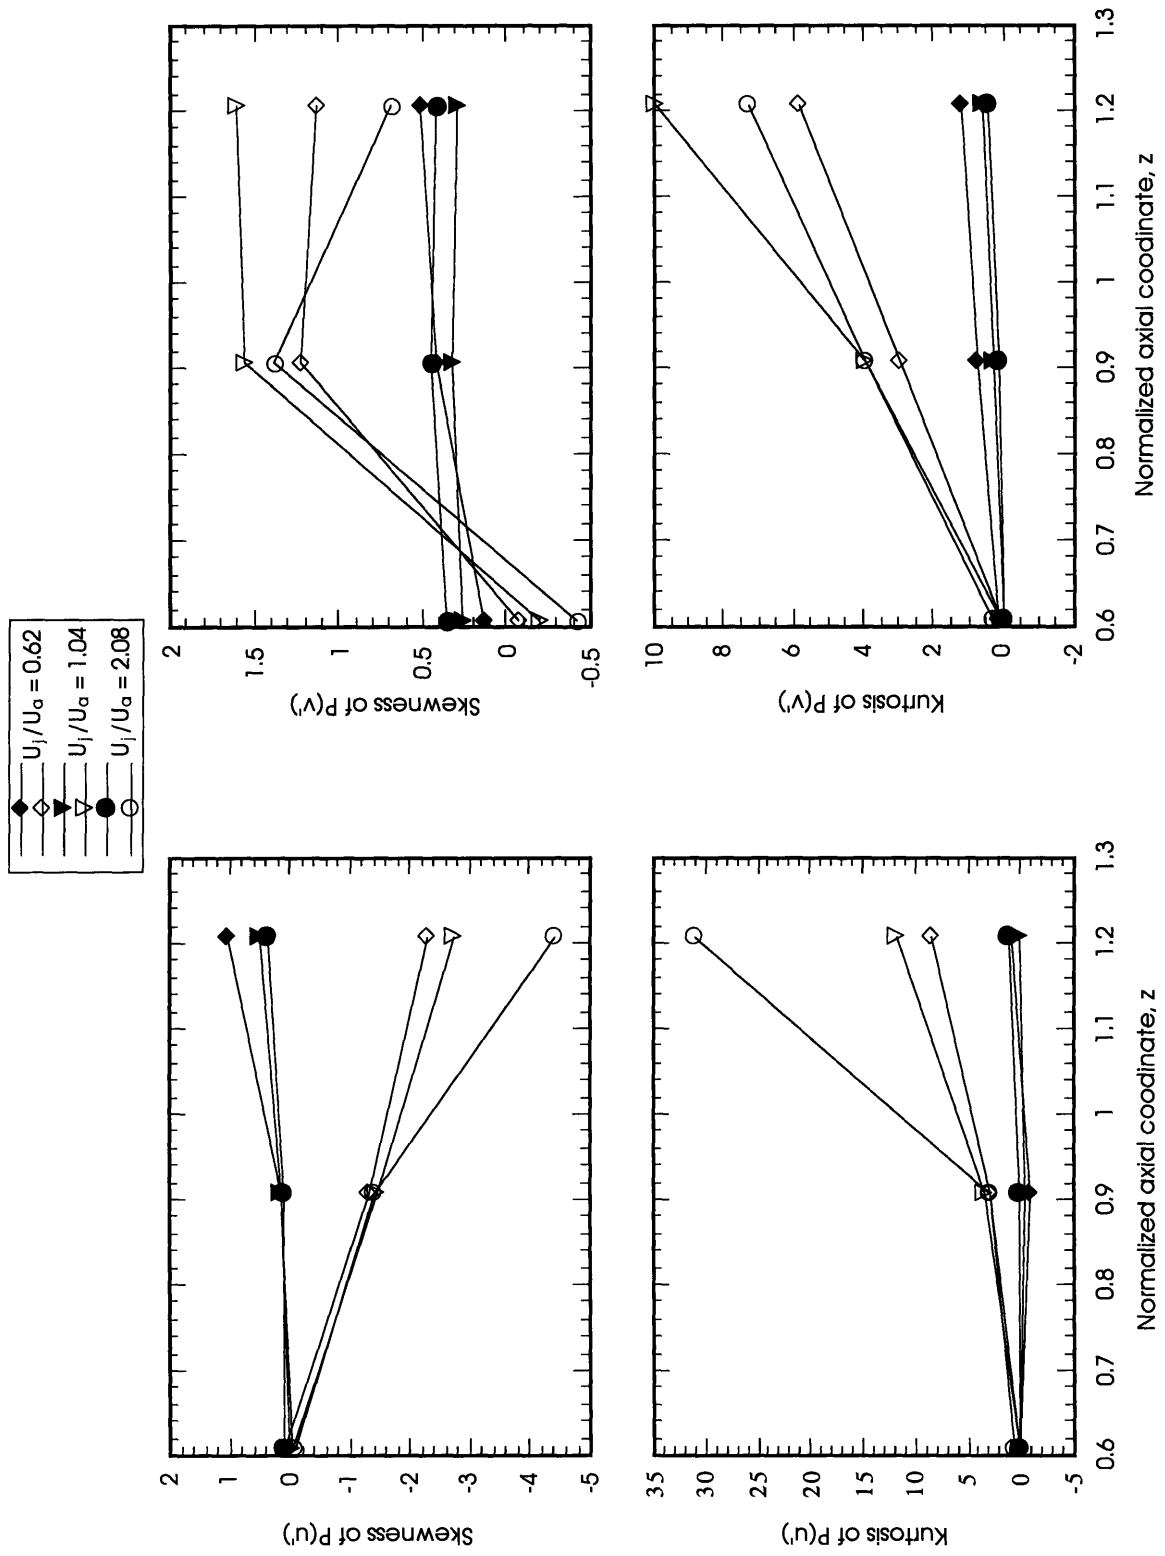 U_j/U_a = 0.62
U_j/U_a = 1.04
U_j/U_a = 2.08
Skewness of P(u')
2
1
0
-1
-2
-3
-4
-5
Skewness of P(v')
2
1.5
1
0.5
0
-0.5
Kurtosis of P(u')
35
30
25
20
15
10
5
0
-5
0.6 0.7 0.8 0.9 1 1.1 1.2 1.3
Normalized axial coodinate, z
Kurtosis of P(v')
10
8
6
4
2
0
-2
0.6 0.7 0.8 0.9 1 1.1 1.2 1.3
Normalized axial coodinate, z